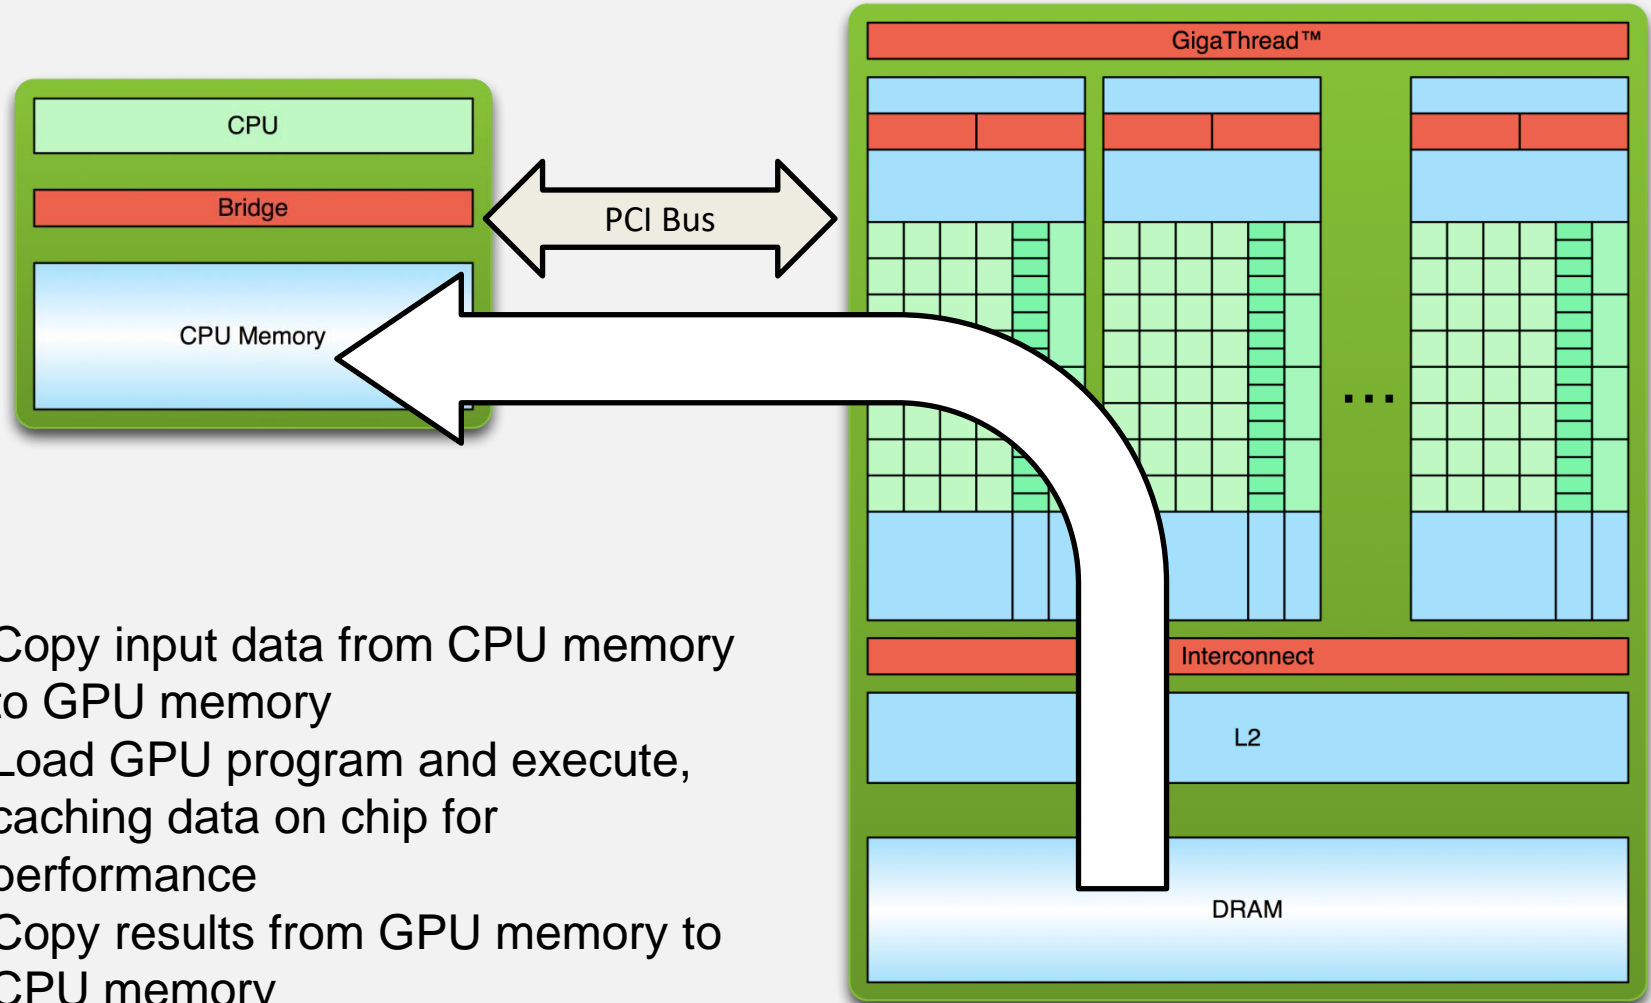 GigaThread™
CPU
Bridge
PCI Bus
CPU Memory
...
Copy input data from CPU memory
to GPU memory
Load GPU program and execute,
caching data on chip for
performance
Copy results from GPU memory to
CPU memory
Interconnect
L2
DRAM